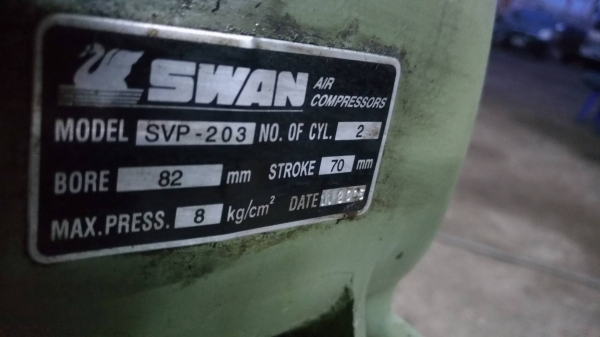 SWAN AIR COMPRESSORS
MODEL SVP-203 NO. OF CYL. 2
BORE 82 mm STROKE 70 mm
MAX. PRESS. 8 kg/cm² DATE